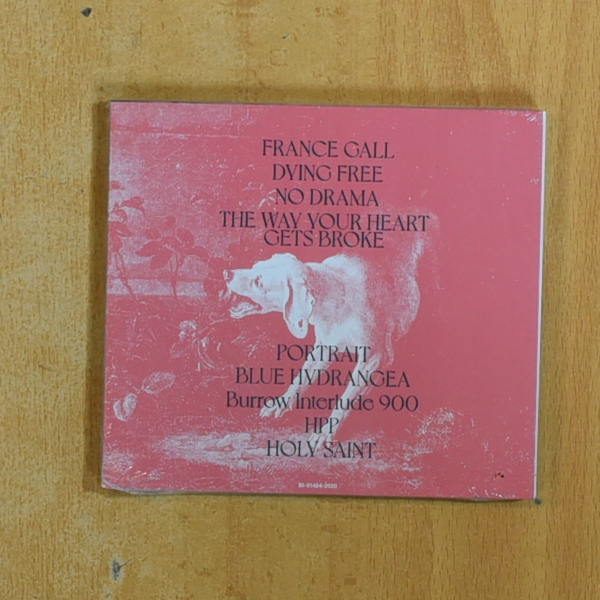 FRANCE GALL
DYING FREE
NO DRAMA
THE WAY YOUR HEART
GETS BROKE
PORTRAIT
BLUE HYDRANGEA
Burrow Interlude 900
HPP
HOLY SAINT